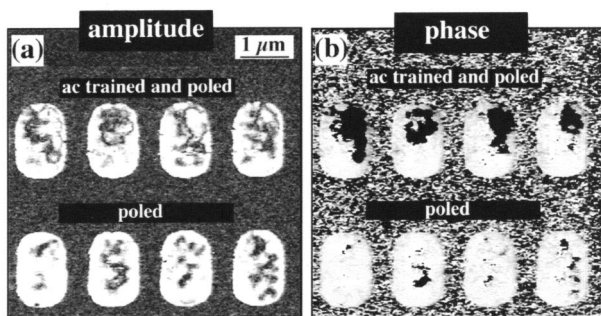 amplitude
phase
(a)
1 μm
(b)
ac trained and poled
ac trained and poled
poled
poled